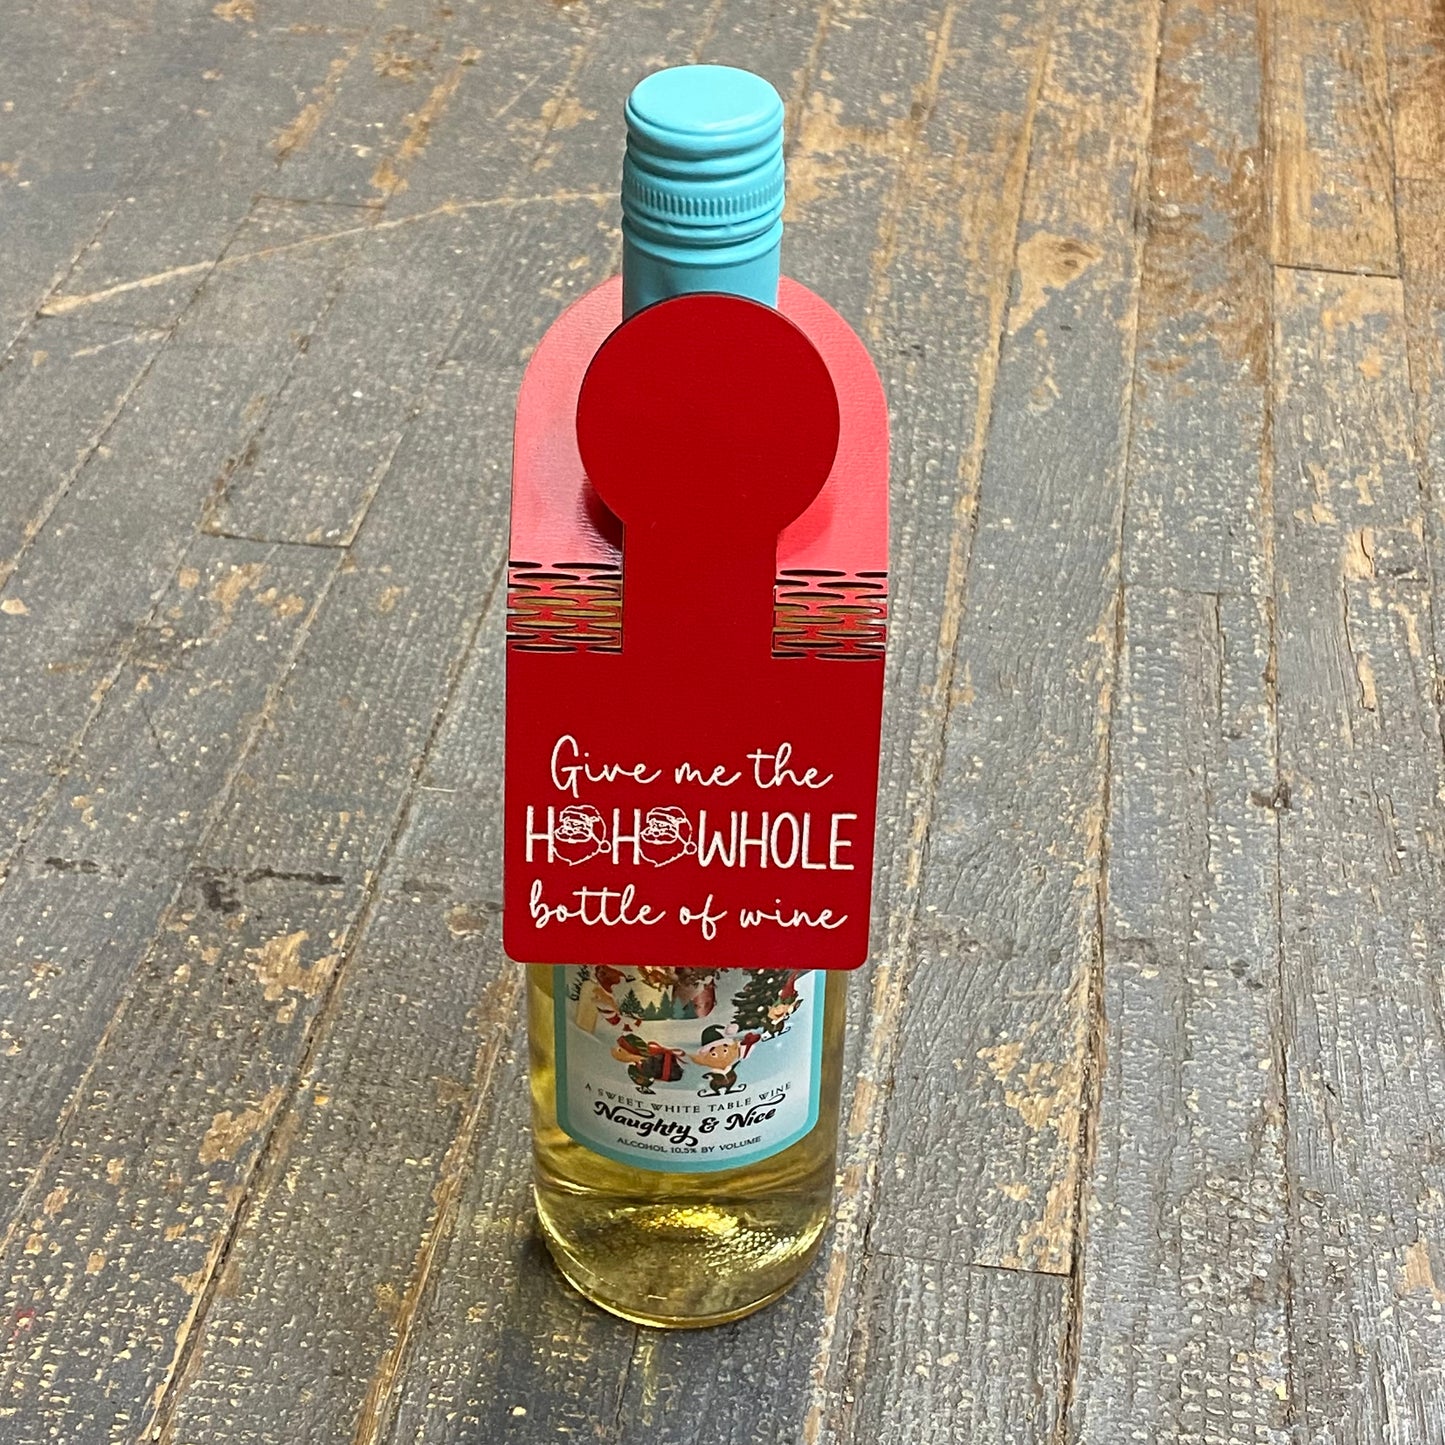 Give me the
HOHOWHOLE
bottle of wine
A SWEET WHITE TABLE WINE
Naughty & Nice
ALCOHOL 10.5% BY VOLUME